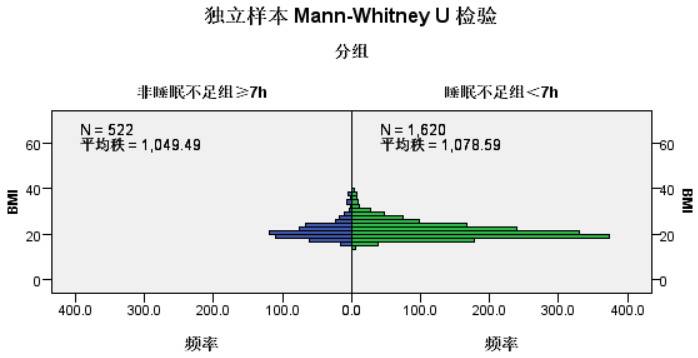 独立样本 Mann-Whitney U 检验
分组
非睡眠不足组≥7h 睡眠不足组<7h
N = 522 N = 1,620
平均秩 = 1,049.49 平均秩 = 1,078.59
60 60
40 40
BMI BMI
20 20
0 0
400.0 300.0 200.0 100.0 0.0 100.0 200.0 300.0 400.0
频率 频率